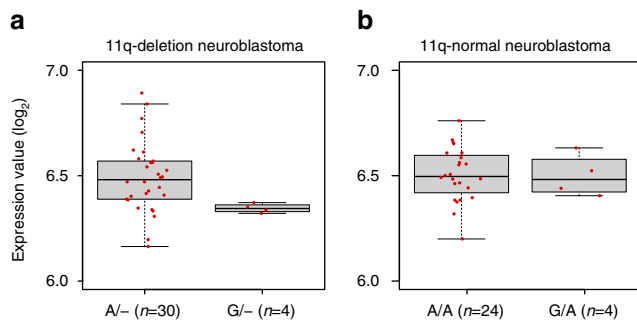 a
b
11q-deletion neuroblastoma
11q-normal neuroblastoma
Expression value (log2)
7.0
6.5
6.0
7.0
6.5
6.0
A/− (n=30)
G/− (n=4)
A/A (n=24)
G/A (n=4)